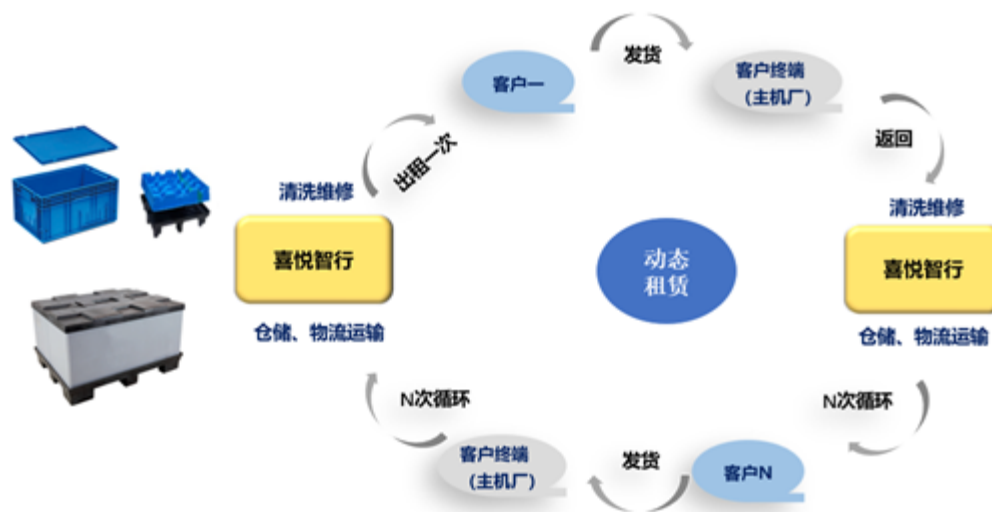 发货
客户一
客户终端
（主机厂）
返回
出租一次
清洗维修
喜悦智行
仓储、物流运输
动态
租赁
清洗维修
喜悦智行
仓储、物流运输
N次循环
N次循环
客户终端
（主机厂）
发货
客户N